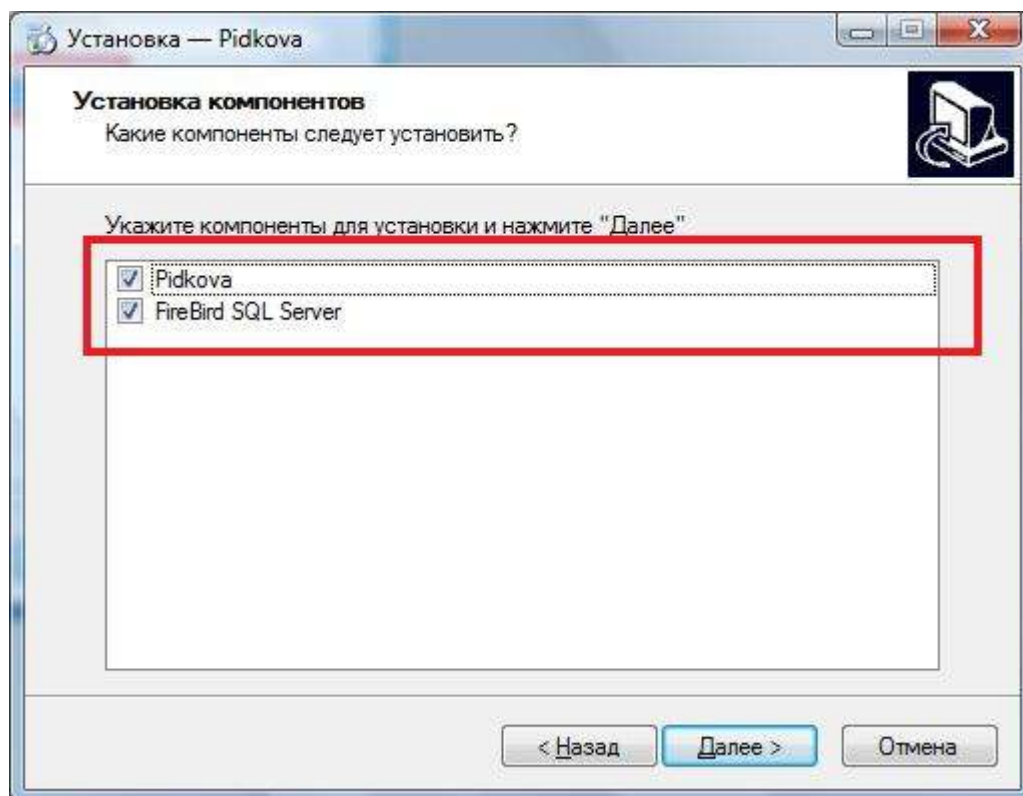 Установка — Pidkova
Установка компонентов
Какие компоненты следует установить?
Укажите компоненты для установки и нажмите "Далее"
Pidkova
FireBird SQL Server
< Назад Далее > Отмена